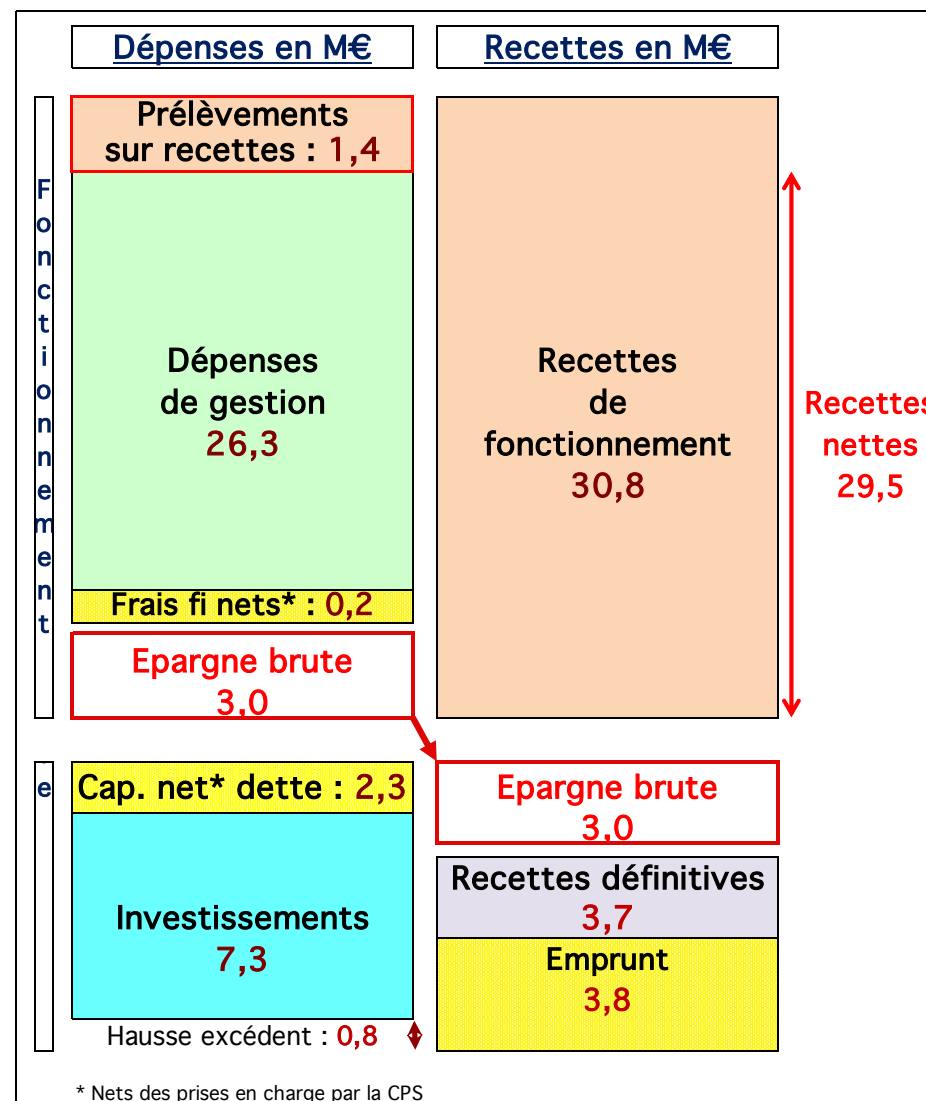 Dépenses en M€
Recettes en M€
Fonctionnement
Prélèvements
sur recettes : 1,4
Dépenses
de gestion
26,3
Frais fi nets* : 0,2
Epargne brute
3,0
Recettes
de
fonctionnement
30,8
Recettes
nettes
29,5
e
Cap. net* dette : 2,3
Investissements
7,3
Hausse excédent : 0,8
Epargne brute
3,0
Recettes définitives
3,7
Emprunt
3,8
* Nets des prises en charge par la CPS